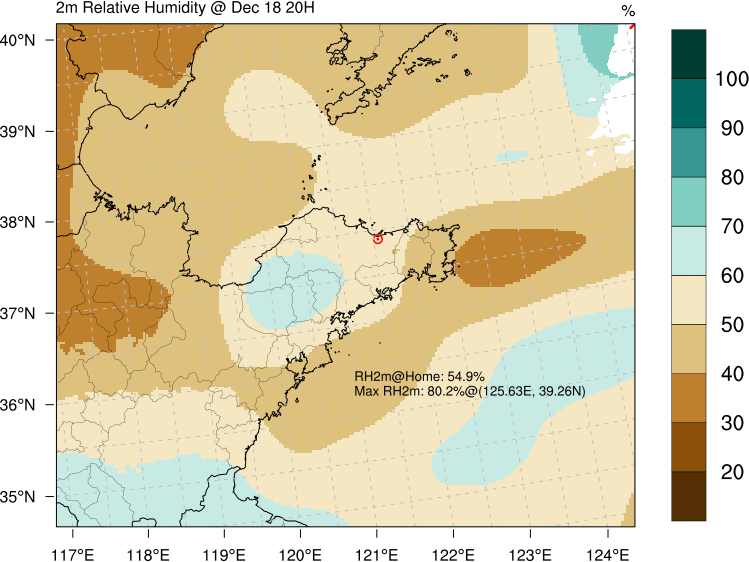 2m Relative Humidity @ Dec 18 20H
%
40°N
39°N
38°N
37°N
36°N
35°N
100
90
80
70
60
50
40
30
20
RH2m@Home: 54.9%
Max RH2m: 80.2%@(125.63E, 39.26N)
117°E 118°E 119°E 120°E 121°E 122°E 123°E 124°E